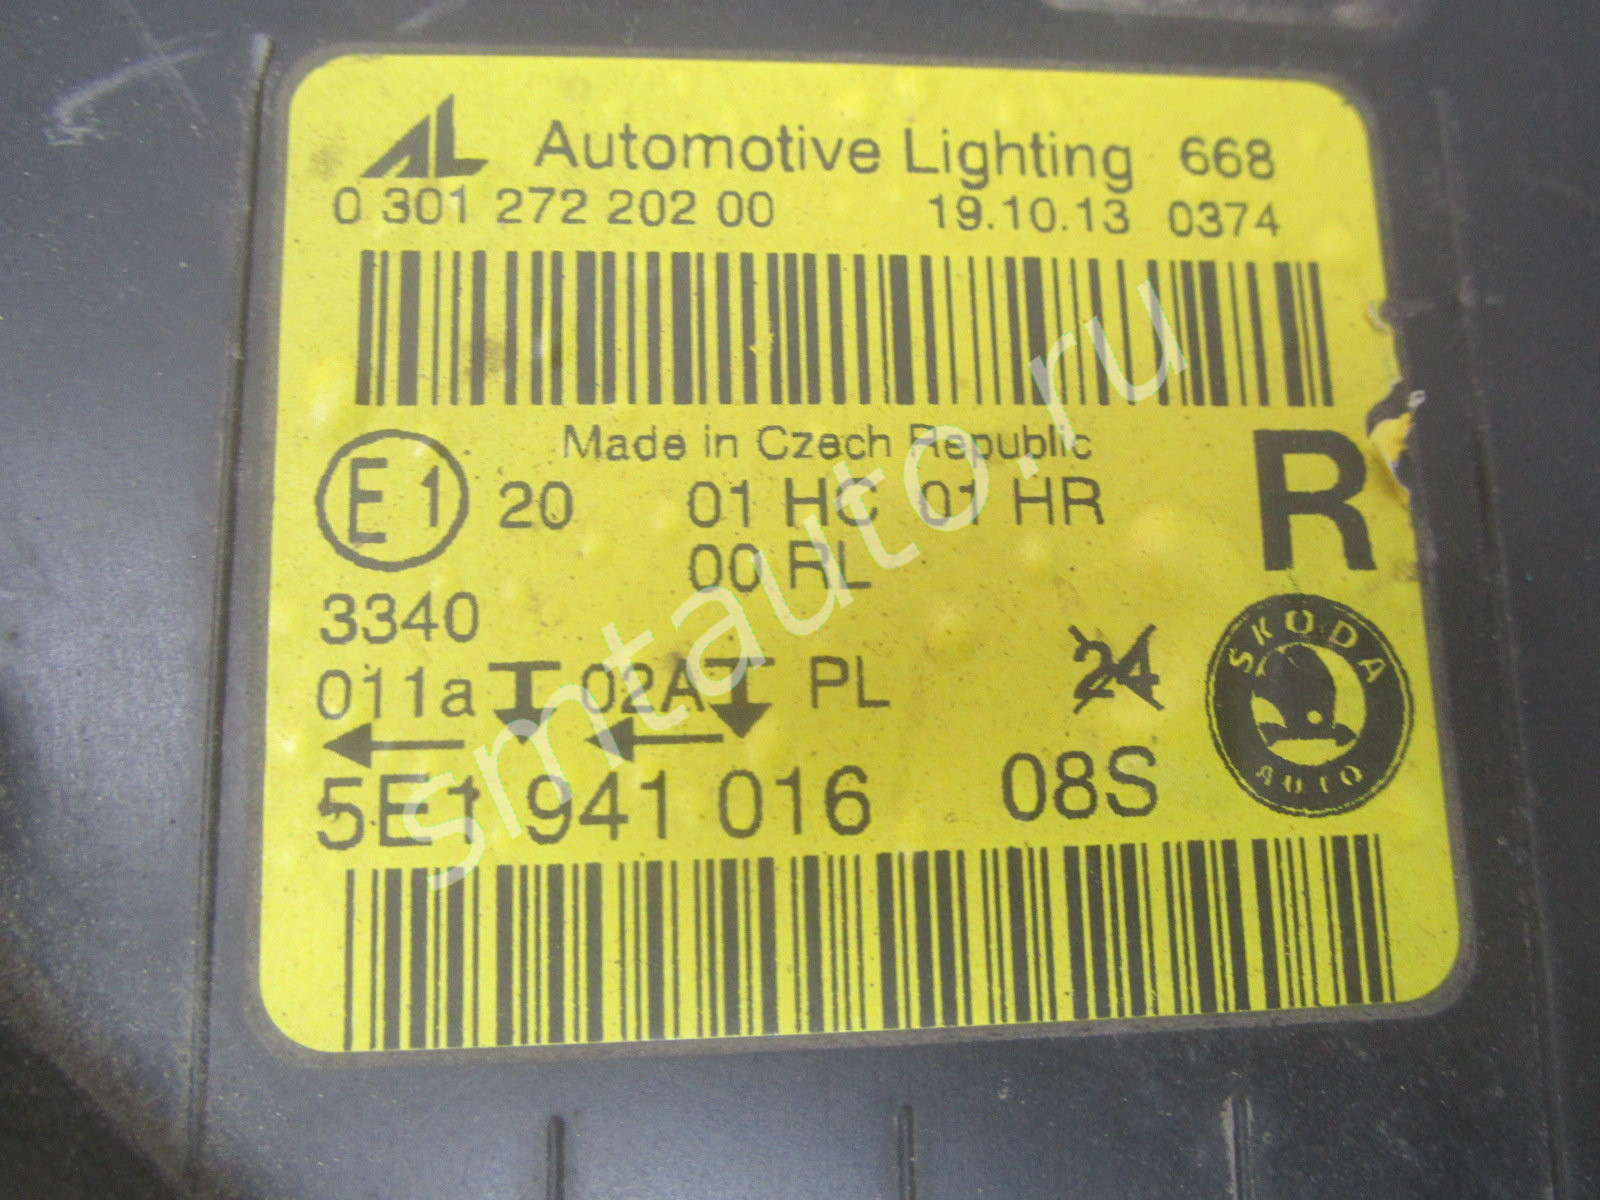 AL Automotive Lighting 668
0 301 272 202 00 19.10.13 0374
Made in Czech Republic
E1 20 01 HC 01 HR R
00 RL
3340
011a 02A PL 24
5E1 941 016 08S
SKODA
AUTO
smtauto.ru